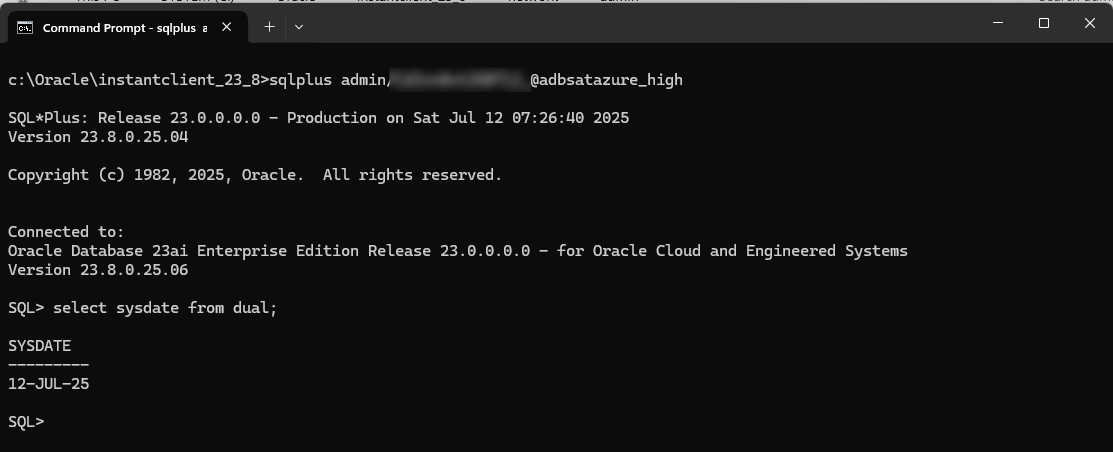 Command Prompt - sqlplus a
c:\Oracle\instantclient_23_8>sqlplus admin/ @adbsatazure_high
SQL*Plus: Release 23.0.0.0.0 - Production on Sat Jul 12 07:26:40 2025
Version 23.8.0.25.04
Copyright (c) 1982, 2025, Oracle.  All rights reserved.
Connected to:
Oracle Database 23ai Enterprise Edition Release 23.0.0.0.0 - for Oracle Cloud and Engineered Systems
Version 23.8.0.25.06
SQL> select sysdate from dual;
SYSDATE
---------
12-JUL-25
SQL>